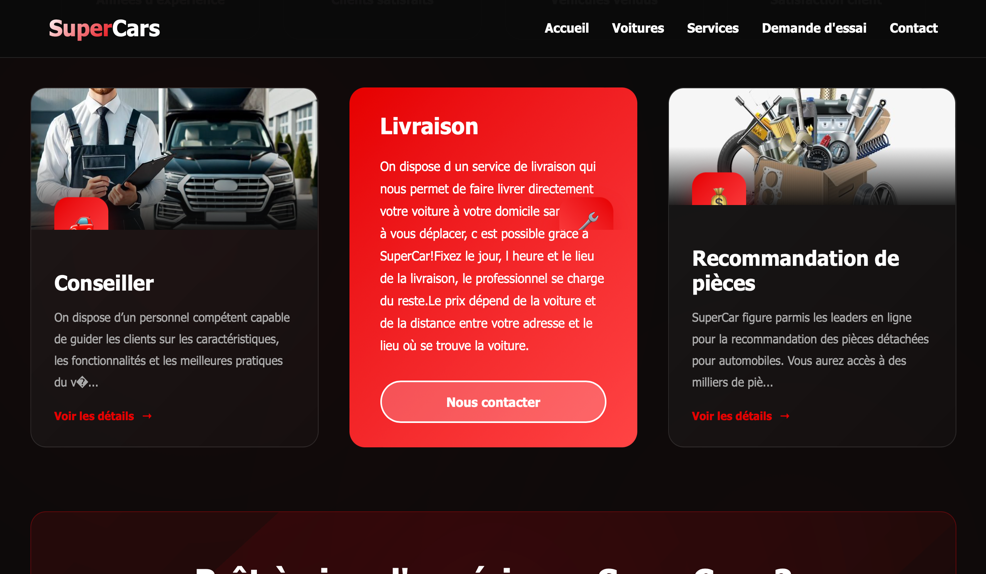 SuperCars
Accueil
Voitures
Services
Demande d'essai
Contact
Conseiller
On dispose d'un personnel compétent capable
de guider les clients sur les caractéristiques,
les fonctionnalités et les meilleures pratiques
du v�...
Voir les détails →
Livraison
On dispose d un service de livraison qui
nous permet de faire livrer directement
votre voiture à votre domicile
à vous déplacer, c est possible grace a
SuperCar!Fixez le jour, l heure et le lieu
de la livraison, le professionnel se charge
du reste.Le prix dépend de la voiture et
de la distance entre votre adresse et le
lieu où se trouve la voiture.
Nous contacter
Recommandation de
pièces
SuperCar figure parmis les leaders en ligne
pour la recommandation des pièces détachées
pour automobiles. Vous aurez accès à des
milliers de piè...
Voir les détails →